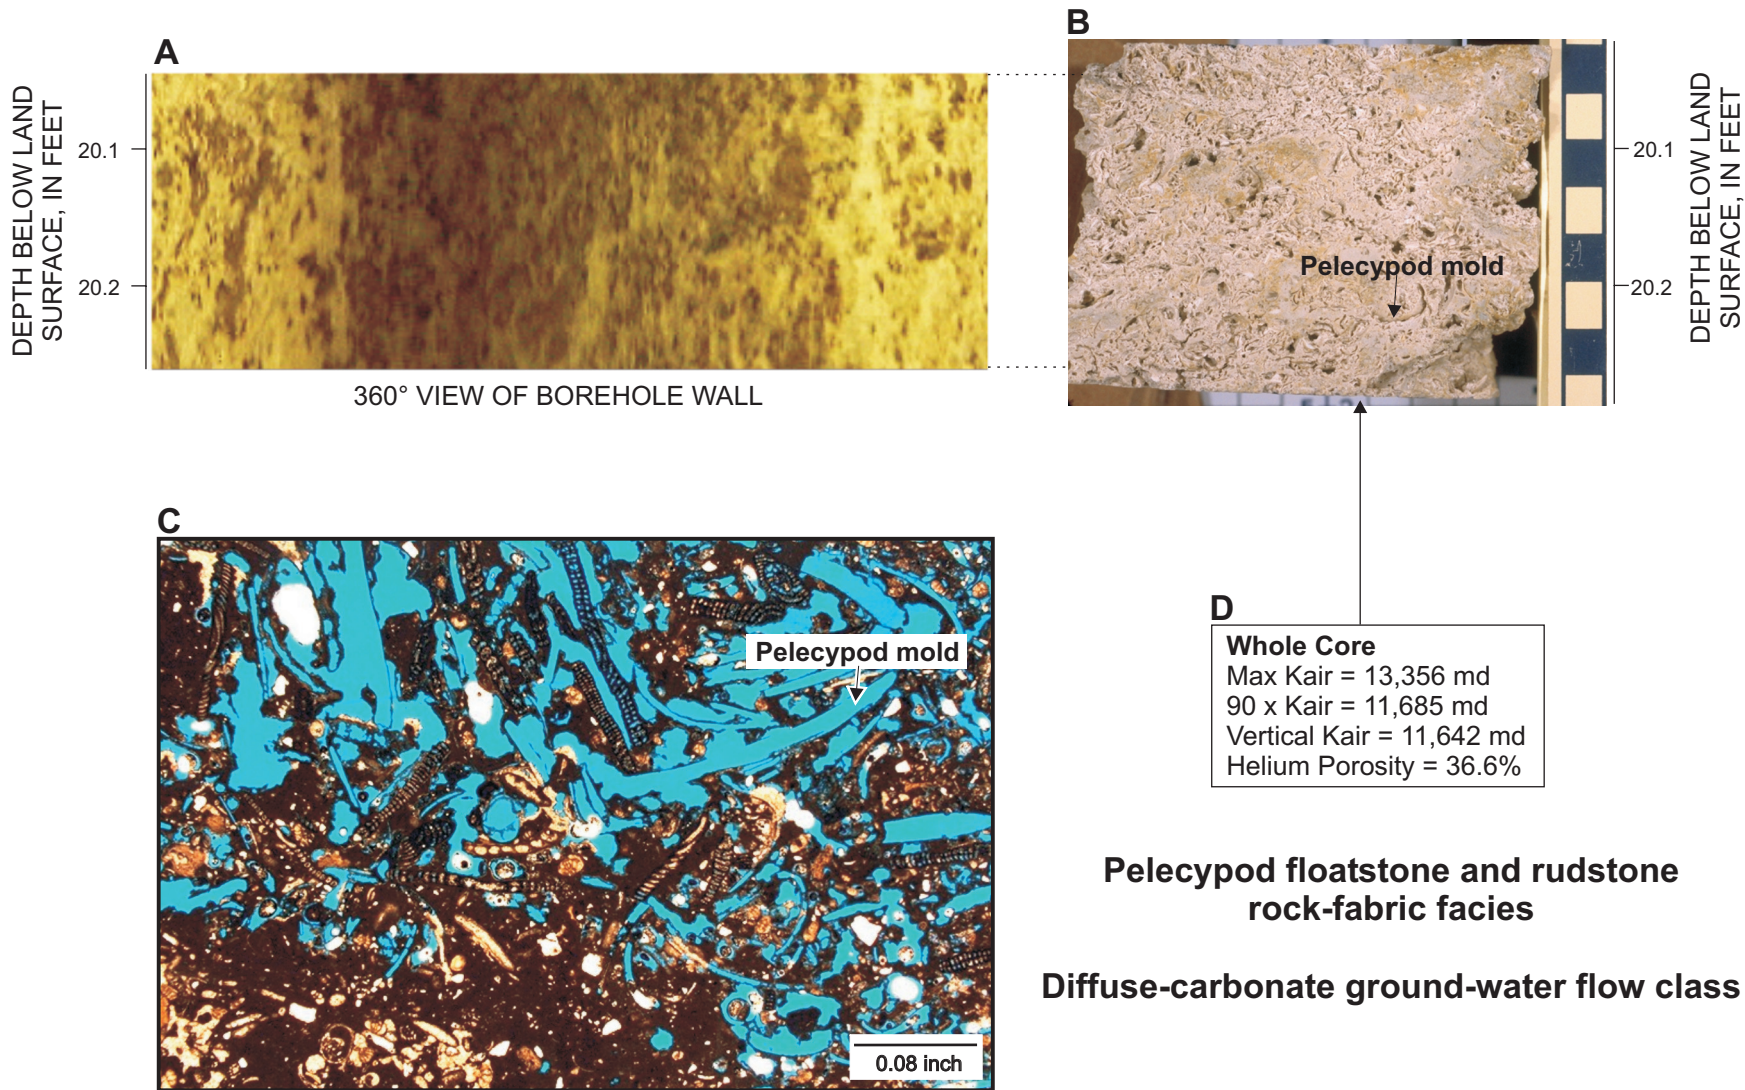 A
DEPTH BELOW LAND
SURFACE, IN FEET
20.1
20.2
360° VIEW OF BOREHOLE WALL
B
Pelecypod mold
20.1
20.2
DEPTH BELOW LAND
SURFACE, IN FEET
C
Pelecypod mold
0.08 inch
D
Whole Core
Max Kair = 13,356 md
90 x Kair = 11,685 md
Vertical Kair = 11,642 md
Helium Porosity = 36.6%
Pelecypod floatstone and rudstone
rock-fabric facies
Diffuse-carbonate ground-water flow class